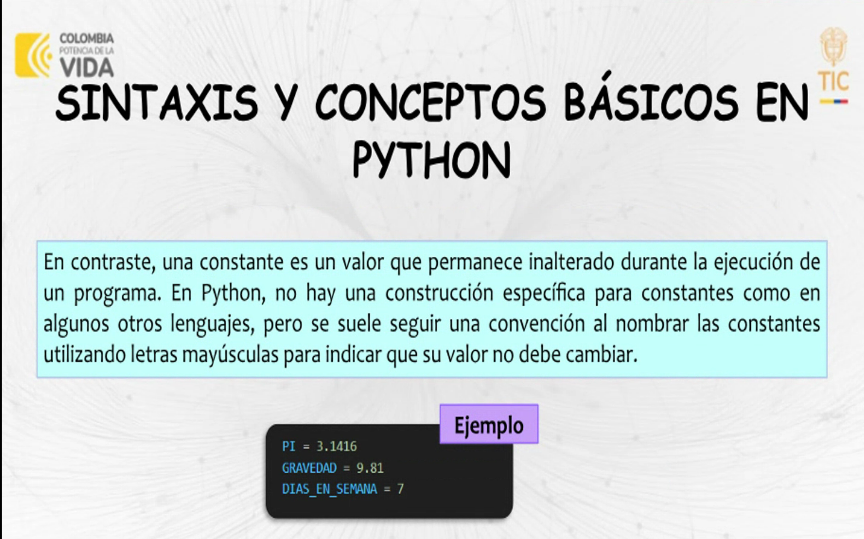 COLOMBIA
POTENCIA DE LA
VIDA
TIC
SINTAXIS Y CONCEPTOS BÁSICOS EN
PYTHON
En contraste, una constante es un valor que permanece inalterado durante la ejecución de
un programa. En Python, no hay una construcción específica para constantes como en
algunos otros lenguajes, pero se suele seguir una convención al nombrar las constantes
utilizando letras mayúsculas para indicar que su valor no debe cambiar.
Ejemplo
PI = 3.1416
GRAVEDAD = 9.81
DIAS_EN_SEMANA = 7